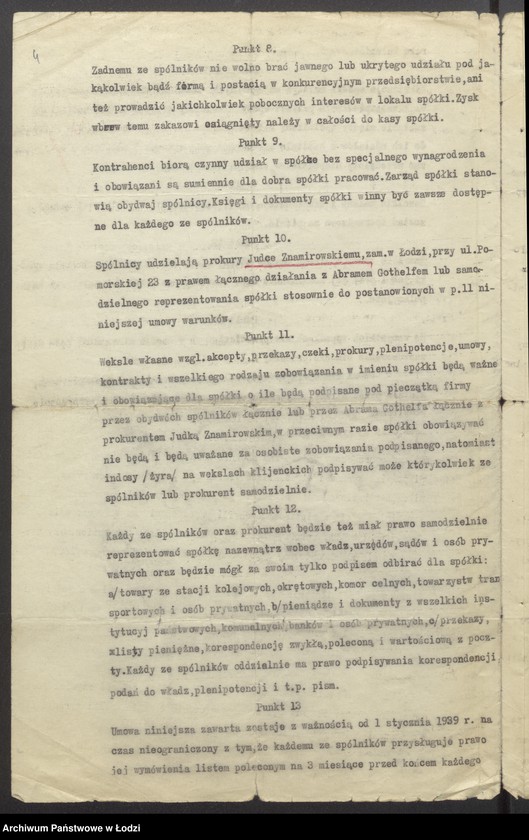 4
Punkt 8.
Żadnemu ze spólników nie wolno brać jawnego lub ukrytego udziału pod ja-
kąkolwiek bądź formą i postacią w konkurencyjnym przedsiębiorstwie,ani
też prowadzić jakichkolwiek pobocznych interesów w lokalu spółki.Zysk
wbrew temu zakazowi osiągnięty należy w całości do kasy spółki.
Punkt 9.
Kontrahenci biorą czynny udział w spółce bez specjalnego wynagrodzenia
i obowiązani są sumiennie dla dobra spółki pracować.Zarząd spółki stano-
wią obydwaj spólnicy.Księgi i dokumenty spółki winny być zawsze dostęp-
ne dla każdego ze spólników.
Punkt 10.
Spólnicy udzielają prokury Judce Znamirowskiemu,zam.w Łodzi,przy ul.Po-
morskiej 23 z prawem łącznego działania z Abramem Gothelfem lub samo-
dzielnego reprezentowania spółki stosownie do postanowionych w p.11 ni-
niejszej umowy warunków.
Punkt 11.
Weksle własne wzgl.akcepty,przekazy,czeki,prokury,plenipotencje,umowy,
kontrakty i wszelkiego rodzaju zobowiązania w imieniu spółki będą ważne
i obowiązujące dla spółki o ile będą podpisane pod pieczątką firmy
przez obydwóch spólników łącznie lub przez Abrama Gothelfa łącznie z
prokurentem Judką Znamirowskim,w przeciwnym razie spółki obowiązywać
nie będą i będą uważane za osobiste zobowiązania podpisanego,natomiast
indosy /żyra/ na wekslach klijenckich podpisywać może którykolwiek ze
spólników lub prokurent samodzielnie.
Punkt 12.
Każdy ze spólników oraz prokurent będzie też miał prawo samodzielnie
reprezentować spółkę nazewnątrz wobec władz,urzędów,sądów i osób pry-
watnych oraz będzie mógł za swoim tylko podpisem odbirać dla spółki:
a/towary ze stacji kolejowych,okrętowych,komor celnych,towarzystw tran
sportowych i osób prywatnych,b/pieniądze i dokumenty z wszelkich ins-
tytucyj państwowych,komunalnych,banków i osób prywatnych,c/przekazy,
xlisty pieniężne,korespondencję zwykłą,poleconą i wartościową z pocz-
ty.Każdy ze spólników oddzielnie ma prawo podpisywania korespondencji
podań do władz,plenipotencji i t.p. pism.
Punkt 13
Umowa niniejsza zawarta zostaje z ważnością od 1 stycznia 1939 r. na
czas nieograniczony z tym,że każdemu ze spólników przysługuje prawo
jej wymówienia listem poleconym na 3 miesiące przed końcem każdego
Archiwum Państwowe w Łodzi